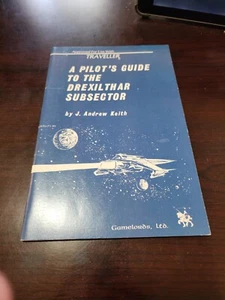 TRAVELLER
A PILOT'S GUIDE
TO THE
DREXILTHAR
SUBSECTOR
by J. Andrew Keith
Gamelords, Ltd.